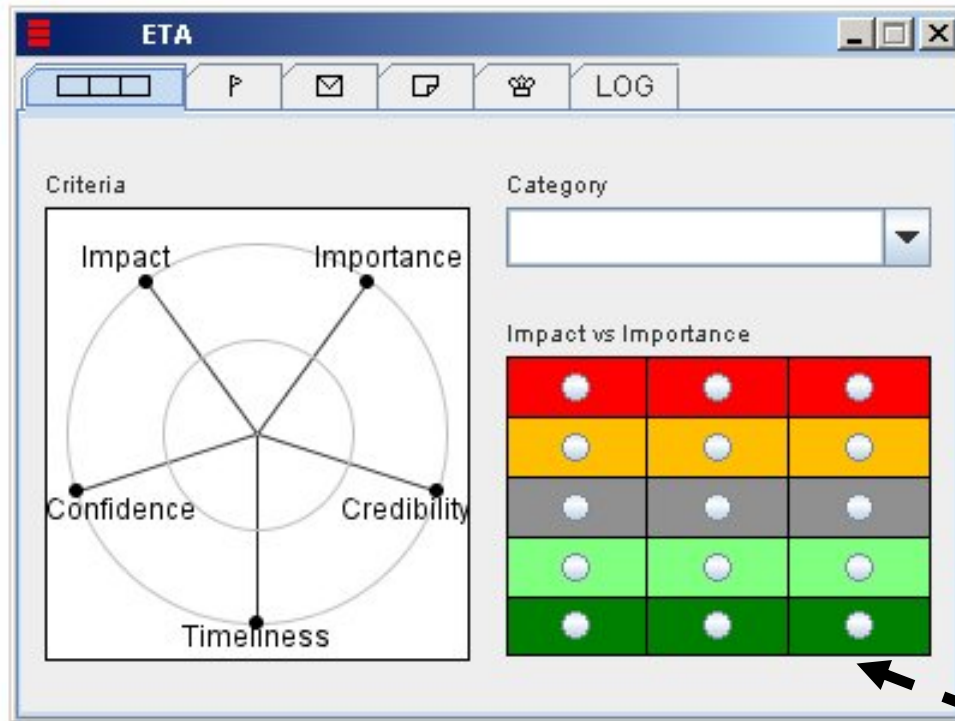 ETA
LOG
Criteria
Impact
Importance
Confidence
Credibility
Timeliness
Category
Impact vs Importance